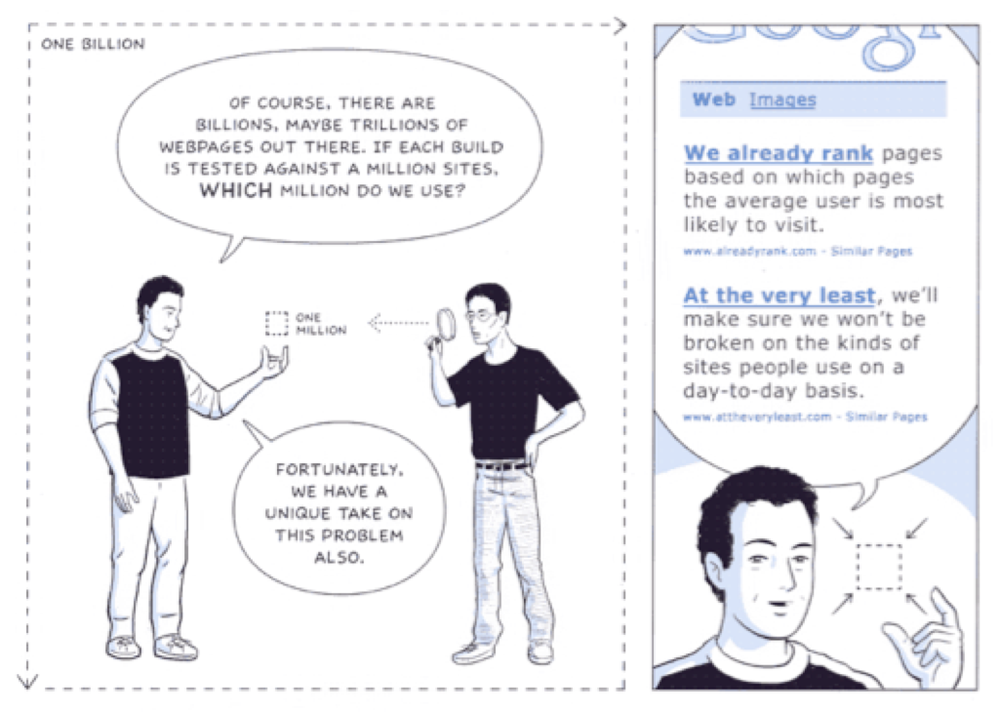 ONE BILLION
OF COURSE, THERE ARE
BILLIONS, MAYBE TRILLIONS OF
WEBPAGES OUT THERE. IF EACH BUILD
IS TESTED AGAINST A MILLION SITES,
WHICH MILLION DO WE USE?
ONE
MILLION
FORTUNATELY,
WE HAVE A
UNIQUE TAKE ON
THIS PROBLEM
ALSO.
Googl
Web Images
We already rank pages
based on which pages
the average user is most
likely to visit.
www.alreadyrank.com - Similar Pages
At the very least, we'll
make sure we won't be
broken on the kinds of
sites people use on a
day-to-day basis.
www.attheveryleast.com - Similar Pages